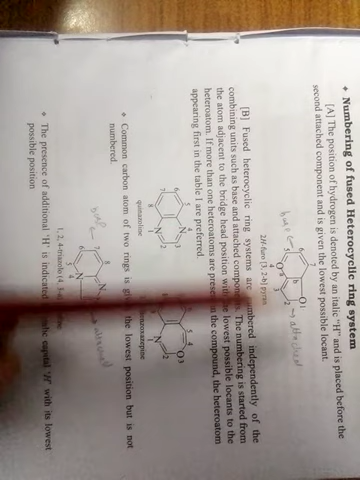 ❖ Numbering of fused Heterocyclic ring system
[A] The position of hydrogen is denoted by an italic "H" and is placed before the
second attached component and is given the lowest possible locant.
base
attached
2H-furo [3, 2-b] pyran
[B] Fused heterocyclic ring systems are numbered independently of the
combining units such as base and attached The numbering is started from
the atom adjacent to the bridge head position with the lowest possible locants to the
heteroatom. If more than one heteroatoms are present in the compound, the heteroatom
appearing first in the table 1 are preferred.
quinazoline
❖ Common carbon atom of two rings is the lowest position but is not
numbered.
base
attached
1, 2, 4-triazolo
❖ The presence of additional 'H' is indicated capital 'H' with its lowest
possible position